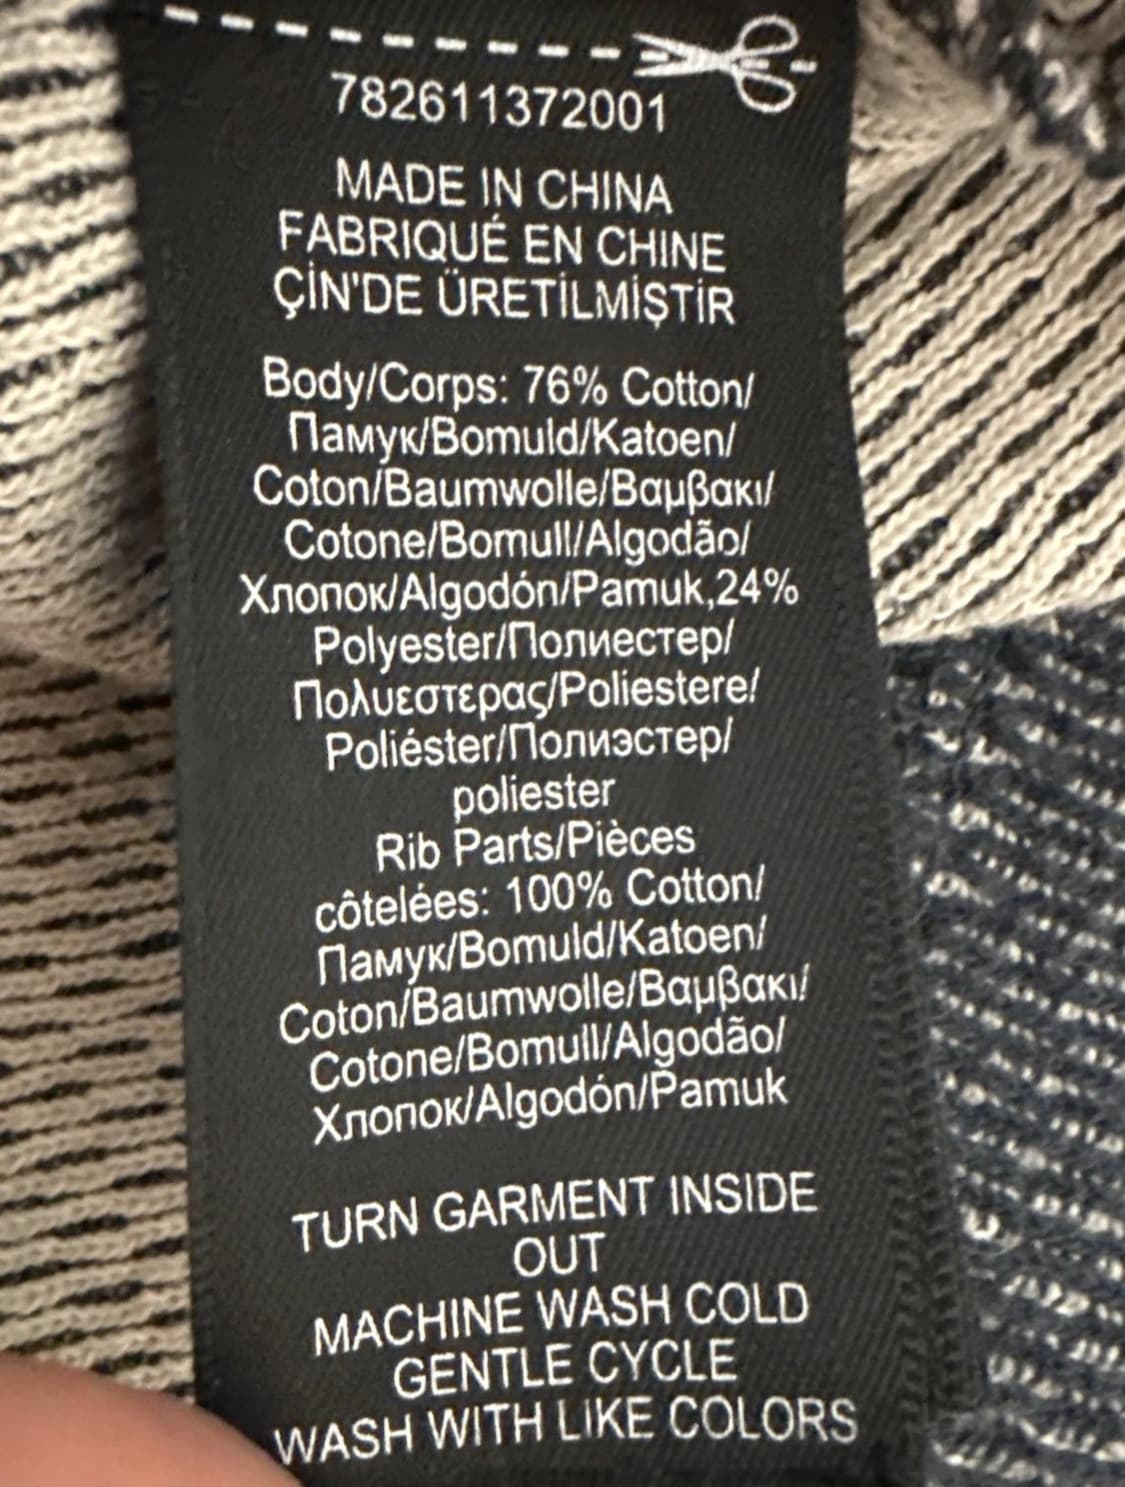 782611372001
MADE IN CHINA
FABRIQUÉ EN CHINE
ÇİN'DE ÜRETİLMİŞTİR
Body/Corps: 76% Cotton/
Памук/Bomuld/Katoen/
Coton/Baumwolle/Βαμβακι/
Cotone/Bomull/Algodão/
Хлопок/Algodón/Pamuk,24%
Polyester/Полиестер/
Πολυεστερας/Poliestere/
Poliéster/Полиэстер/
poliester
Rib Parts/Pièces
côtelées: 100% Cotton/
Памук/Bomuld/Katoen/
Coton/Baumwolle/Βαμβακι/
Cotone/Bomull/Algodão/
Хлопок/Algodón/Pamuk
TURN GARMENT INSIDE
OUT
MACHINE WASH COLD
GENTLE CYCLE
WASH WITH LIKE COLORS